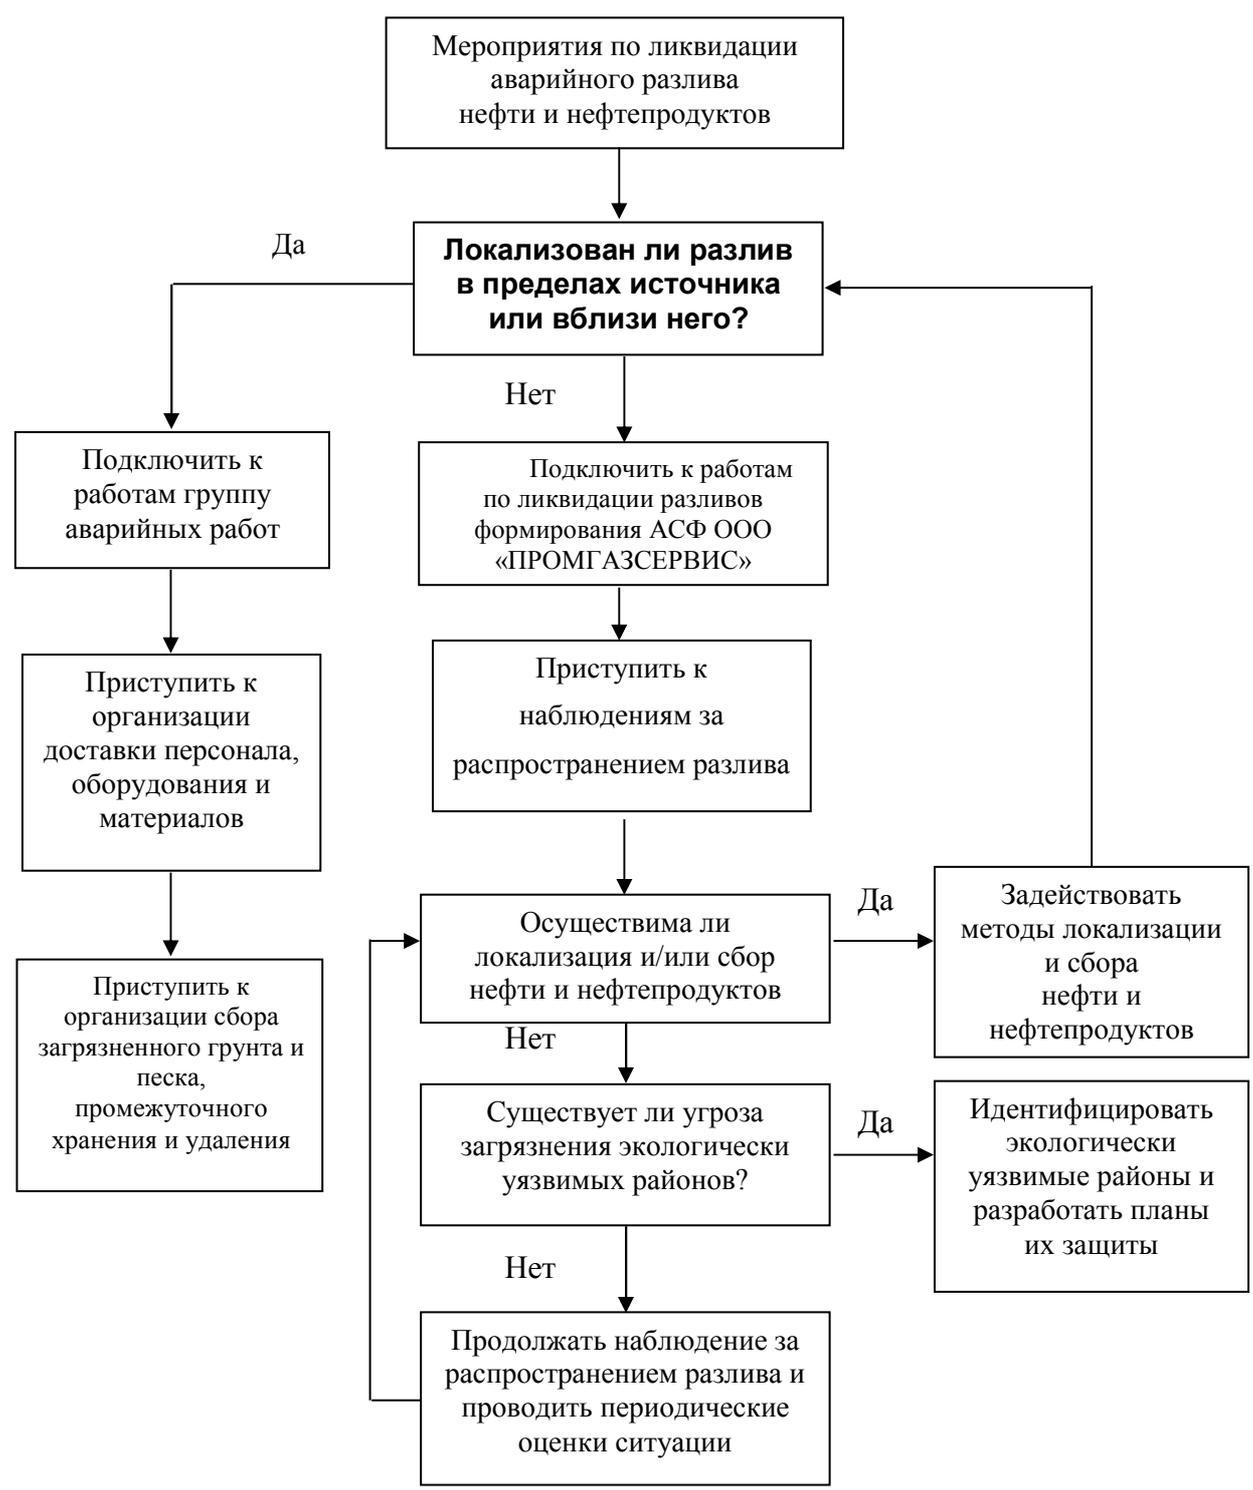 Мероприятия по ликвидации
аварийного разлива
нефти и нефтепродуктов
Да
Локализован ли разлив
в пределах источника
или вблизи него?
Нет
Подключить к
работам группу
аварийных работ
Подключить к работам
по ликвидации разливов
формирования АСФ ООО
«ПРОМГАЗСЕРВИС»
Приступить к
организации
доставки персонала,
оборудования и
материалов
Приступить к
наблюдениям за
распространением разлива
Приступить к
организации сбора
загрязненного грунта и
песка,
промежуточного
хранения и удаления
Осуществима ли
локализация и/или сбор
нефти и нефтепродуктов
Да
Задействовать
методы локализации
и сбора
нефти и
нефтепродуктов
Нет
Существует ли угроза
загрязнения экологически
уязвимых районов?
Да
Идентифицировать
экологически
уязвимые районы и
разработать планы
их защиты
Нет
Продолжать наблюдение за
распространением разлива и
проводить периодические
оценки ситуации